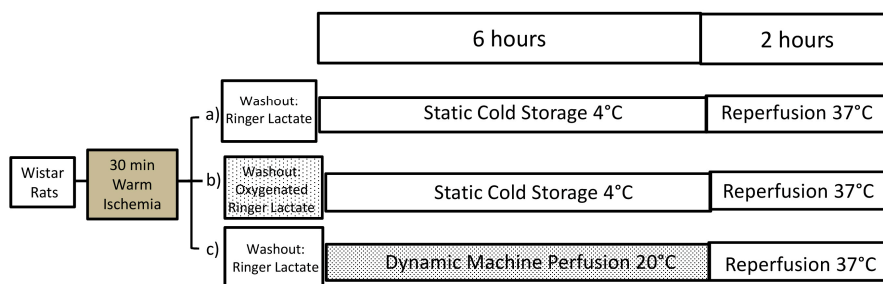 6 hours
2 hours
a)
Washout:
Ringer Lactate
Static Cold Storage 4°C
Reperfusion 37°C
Wistar
Rats
30 min
Warm
Ischemia
b)
Washout:
Oxygenated
Ringer Lactate
Static Cold Storage 4°C
Reperfusion 37°C
c)
Washout:
Ringer Lactate
Dynamic Machine Perfusion 20°C
Reperfusion 37°C